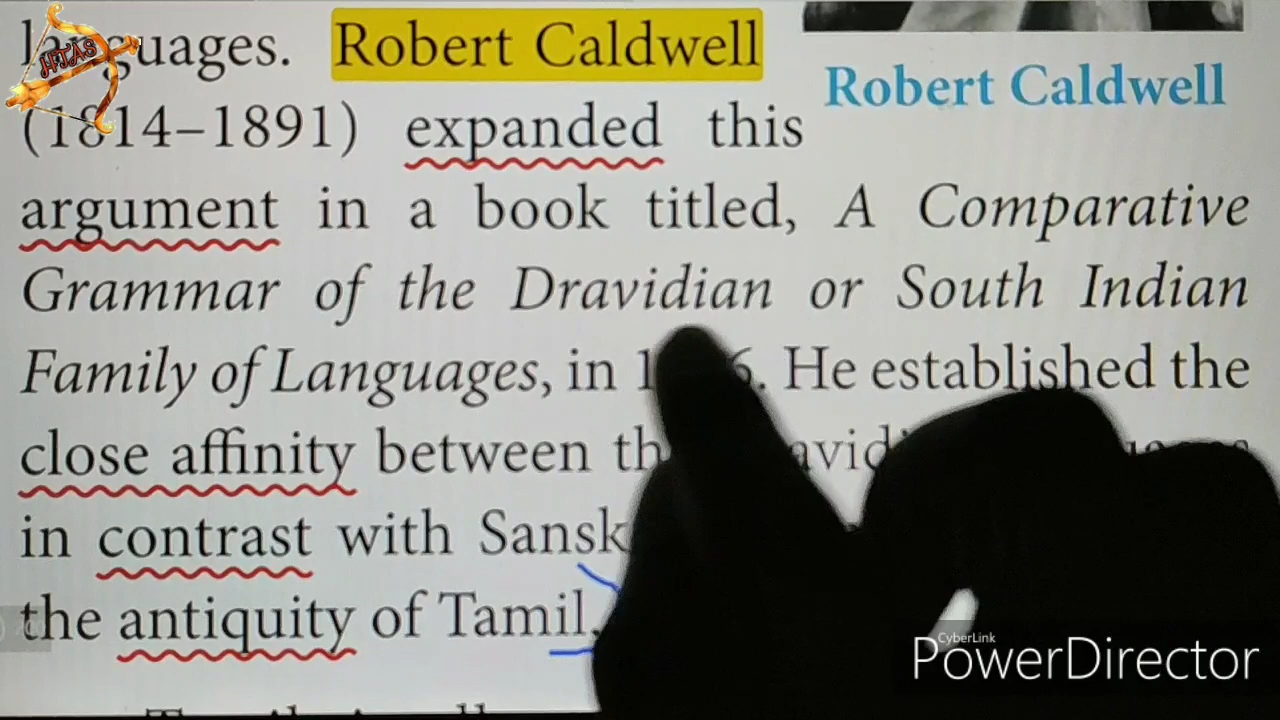 languages. Robert Caldwell
Robert Caldwell
(1814–1891) expanded this
argument in a book titled, A Comparative
Grammar of the Dravidian or South Indian
Family of Languages, in He established the
close affinity between
in contrast with
the antiquity of Tamil,
HTAS
CyberLink
PowerDirector